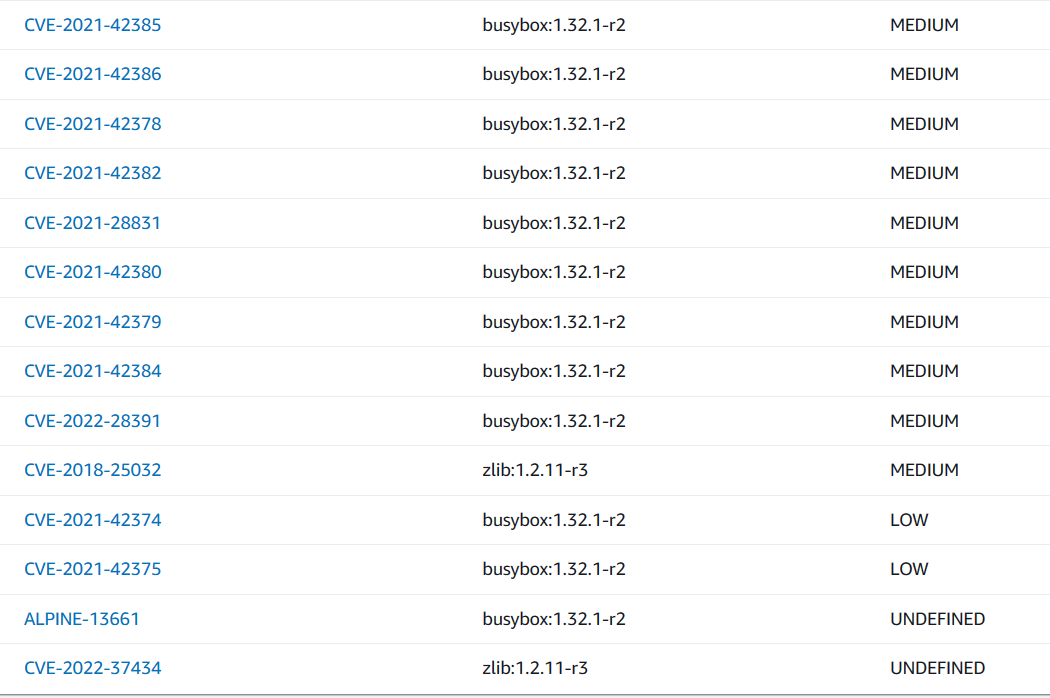 CVE-2021-42385 busybox:1.32.1-r2 MEDIUM
CVE-2021-42386 busybox:1.32.1-r2 MEDIUM
CVE-2021-42378 busybox:1.32.1-r2 MEDIUM
CVE-2021-42382 busybox:1.32.1-r2 MEDIUM
CVE-2021-28831 busybox:1.32.1-r2 MEDIUM
CVE-2021-42380 busybox:1.32.1-r2 MEDIUM
CVE-2021-42379 busybox:1.32.1-r2 MEDIUM
CVE-2021-42384 busybox:1.32.1-r2 MEDIUM
CVE-2022-28391 busybox:1.32.1-r2 MEDIUM
CVE-2018-25032 zlib:1.2.11-r3 MEDIUM
CVE-2021-42374 busybox:1.32.1-r2 LOW
CVE-2021-42375 busybox:1.32.1-r2 LOW
ALPINE-13661 busybox:1.32.1-r2 UNDEFINED
CVE-2022-37434 zlib:1.2.11-r3 UNDEFINED